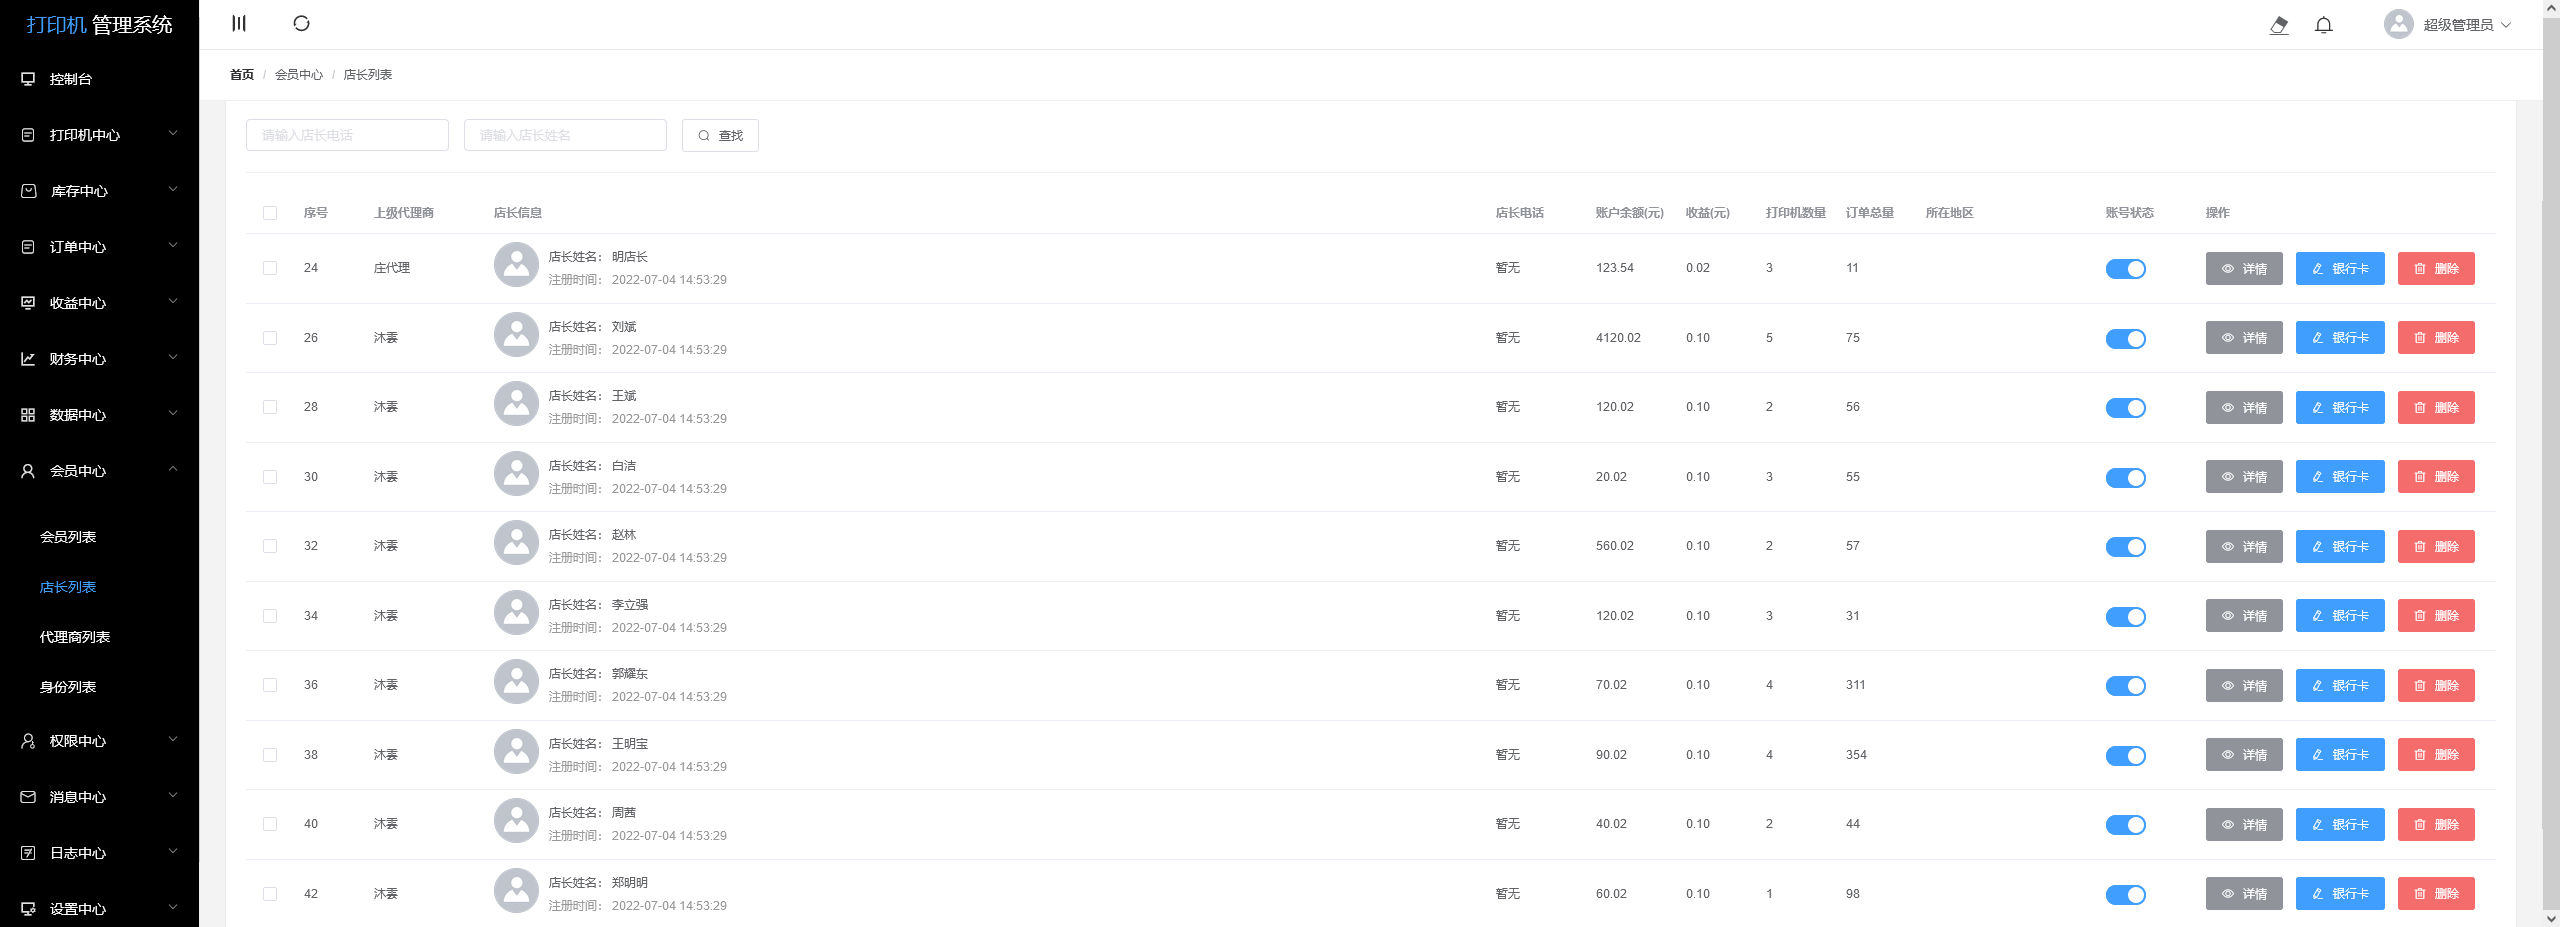 打印机 管理系统
超级管理员
首页 / 会员中心 / 店长列表
控制台
打印机中心
库存中心
订单中心
收益中心
财务中心
数据中心
会员中心
会员列表
店长列表
代理商列表
身份列表
权限中心
消息中心
日志中心
设置中心
请输入店长电话 请输入店长姓名 查找
序号 上级代理商 店长信息 店长电话 账户余额(元) 收益(元) 打印机数量 订单总量 所在地区 账号状态 操作
24 庄代理 店长姓名： 明店长 暂无 123.54 0.02 3 11 详情 银行卡 删除
注册时间： 2022-07-04 14:53:29
26 沐雲 店长姓名： 刘斌 暂无 4120.02 0.10 5 75 详情 银行卡 删除
注册时间： 2022-07-04 14:53:29
28 沐雲 店长姓名： 王斌 暂无 120.02 0.10 2 56 详情 银行卡 删除
注册时间： 2022-07-04 14:53:29
30 沐雲 店长姓名： 白洁 暂无 20.02 0.10 3 55 详情 银行卡 删除
注册时间： 2022-07-04 14:53:29
32 沐雲 店长姓名： 赵林 暂无 560.02 0.10 2 57 详情 银行卡 删除
注册时间： 2022-07-04 14:53:29
34 沐雲 店长姓名： 李立强 暂无 120.02 0.10 3 31 详情 银行卡 删除
注册时间： 2022-07-04 14:53:29
36 沐雲 店长姓名： 郭耀东 暂无 70.02 0.10 4 311 详情 银行卡 删除
注册时间： 2022-07-04 14:53:29
38 沐雲 店长姓名： 王明宝 暂无 90.02 0.10 4 354 详情 银行卡 删除
注册时间： 2022-07-04 14:53:29
40 沐雲 店长姓名： 周茜 暂无 40.02 0.10 2 44 详情 银行卡 删除
注册时间： 2022-07-04 14:53:29
42 沐雲 店长姓名： 郑明明 暂无 60.02 0.10 1 98 详情 银行卡 删除
注册时间： 2022-07-04 14:53:29